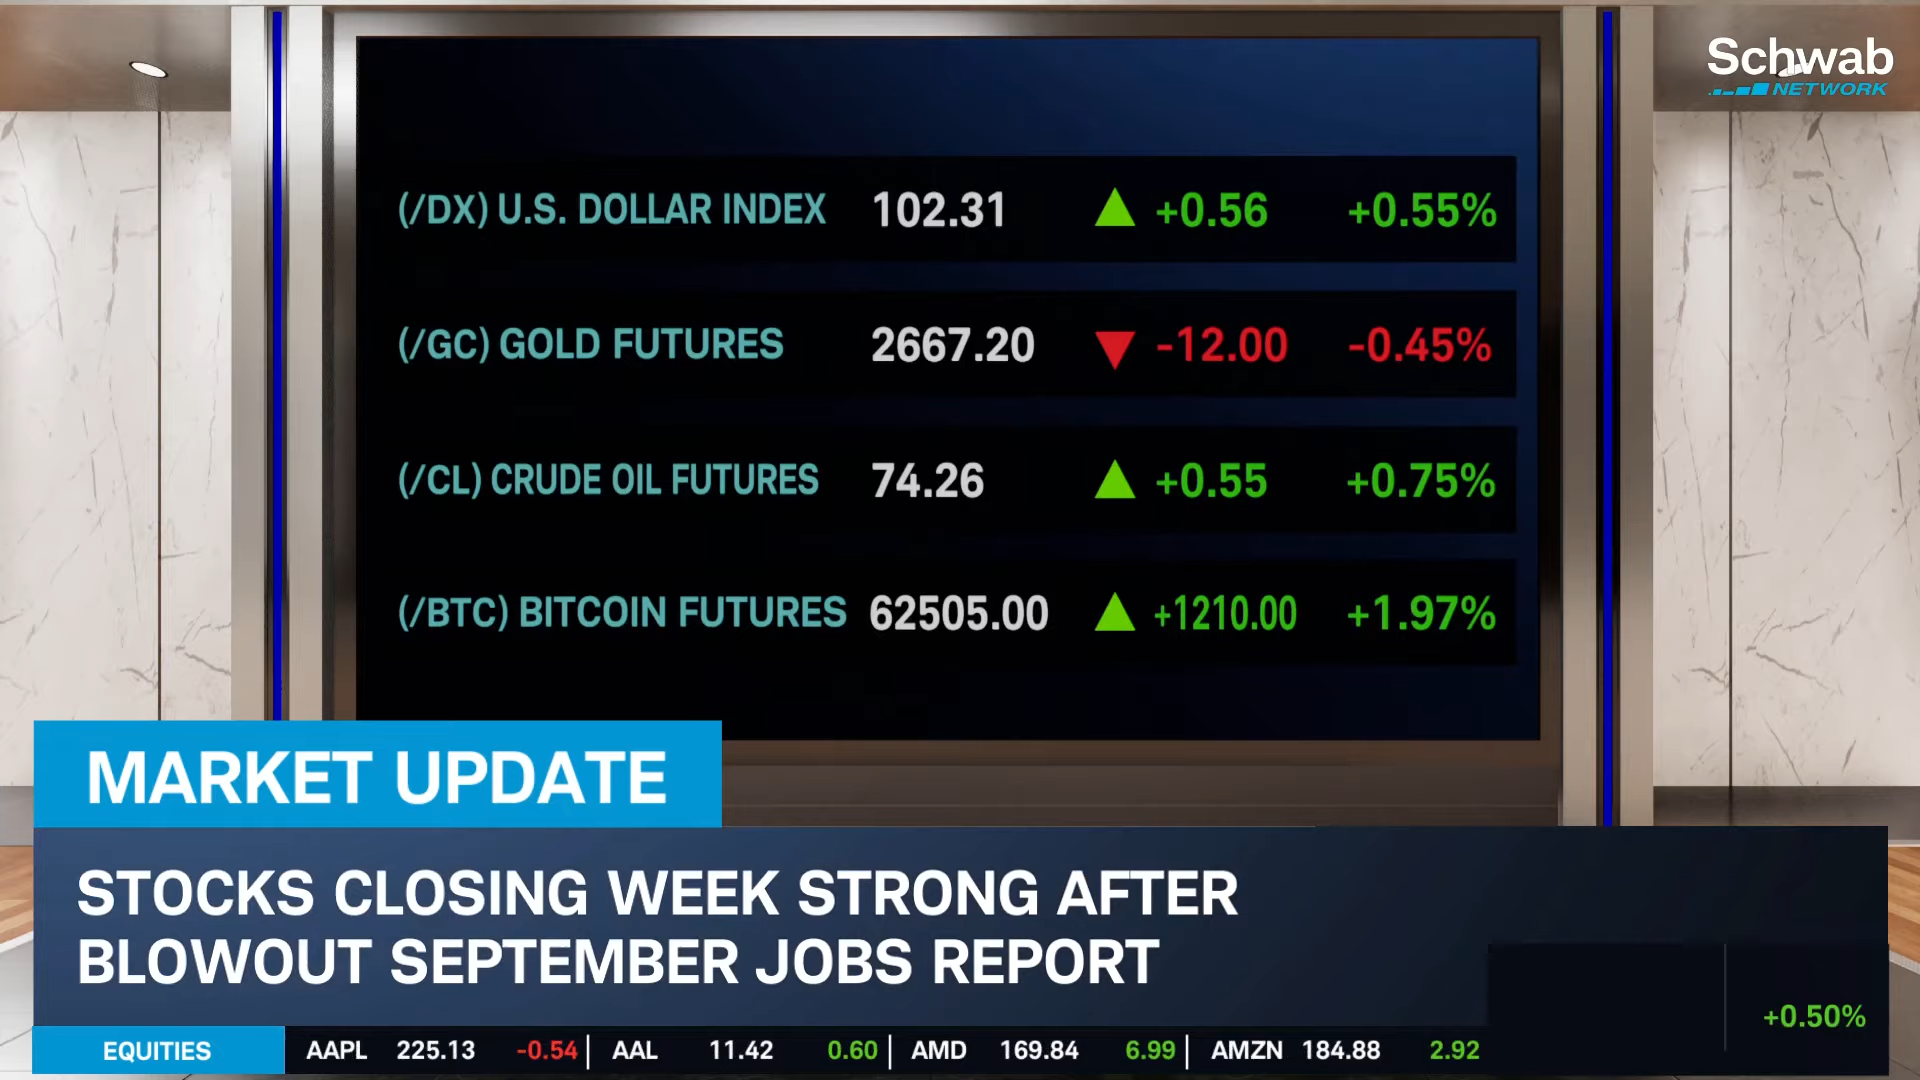 Schwab
NETWORK
(/DX) U.S. DOLLAR INDEX 102.31 ▲ +0.56 +0.55%
(/GC) GOLD FUTURES 2667.20 ▼ -12.00 -0.45%
(/CL) CRUDE OIL FUTURES 74.26 ▲ +0.55 +0.75%
(/BTC) BITCOIN FUTURES 62505.00 ▲ +1210.00 +1.97%
MARKET UPDATE
STOCKS CLOSING WEEK STRONG AFTER
BLOWOUT SEPTEMBER JOBS REPORT
+0.50%
EQUITIES AAPL 225.13 -0.54 | AAL 11.42 0.60 | AMD 169.84 6.99 | AMZN 184.88 2.92